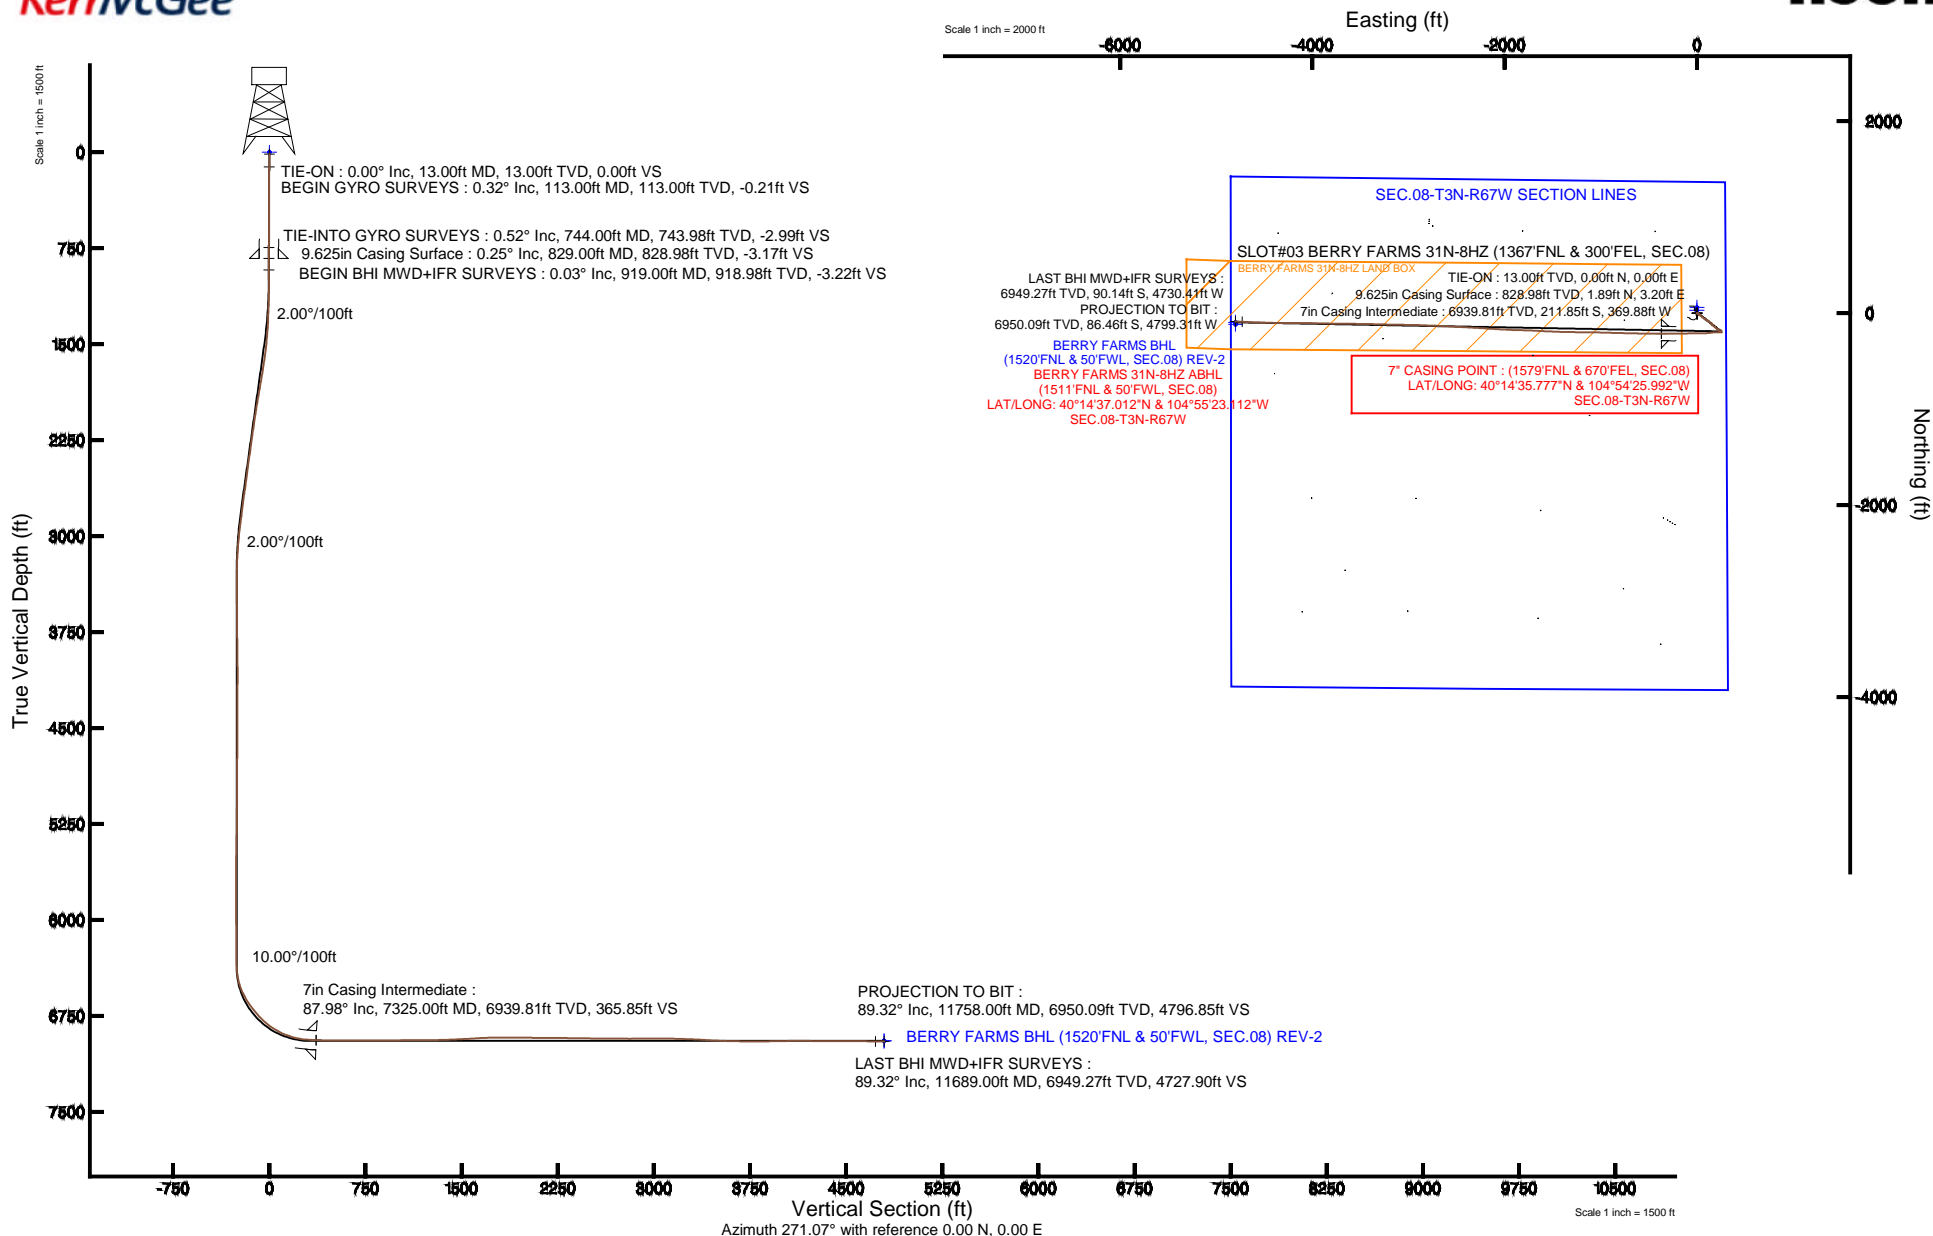 KerrMcGee
Scale 1 inch = 2000 ft
Easting (ft)
-6000 -4000 -2000 0
Scale 1 inch = 1500 ft
0
TIE-ON : 0.00° Inc, 13.00ft MD, 13.00ft TVD, 0.00ft VS
BEGIN GYRO SURVEYS : 0.32° Inc, 113.00ft MD, 113.00ft TVD, -0.21ft VS
TIE-INTO GYRO SURVEYS : 0.52° Inc, 744.00ft MD, 743.98ft TVD, -2.99ft VS
750
9.625in Casing Surface : 0.25° Inc, 829.00ft MD, 828.98ft TVD, -3.17ft VS
BEGIN BHI MWD+IFR SURVEYS : 0.03° Inc, 919.00ft MD, 918.98ft TVD, -3.22ft VS
2.00°/100ft
1500
2250
3000
2.00°/100ft
3750
4500
5250
6000
10.00°/100ft
6750
7500
True Vertical Depth (ft)
7in Casing Intermediate :
87.98° Inc, 7325.00ft MD, 6939.81ft TVD, 365.85ft VS
PROJECTION TO BIT :
89.32° Inc, 11758.00ft MD, 6950.09ft TVD, 4796.85ft VS
BERRY FARMS BHL (1520'FNL & 50'FWL, SEC.08) REV-2
LAST BHI MWD+IFR SURVEYS :
89.32° Inc, 11689.00ft MD, 6949.27ft TVD, 4727.90ft VS
-750 0 750 1500 2250 3000 3750 4500 5250 6000 6750 7500 8250 9000 9750 10500
Vertical Section (ft)
Azimuth 271.07° with reference 0.00 N, 0.00 E
Scale 1 inch = 1500 ft
SEC.08-T3N-R67W SECTION LINES
SLOT#03 BERRY FARMS 31N-8HZ (1367'FNL & 300'FEL, SEC.08)
BERRY FARMS 31N-8HZ LAND BOX
TIE-ON : 13.00ft TVD, 0.00ft N, 0.00ft E
9.625in Casing Surface : 828.98ft TVD, 1.89ft N, 3.20ft E
7in Casing Intermediate : 6939.81ft TVD, 211.85ft S, 369.88ft W
LAST BHI MWD+IFR SURVEYS :
6949.27ft TVD, 90.14ft S, 4730.41ft W
PROJECTION TO BIT :
6950.09ft TVD, 86.46ft S, 4799.31ft W
BERRY FARMS BHL
(1520'FNL & 50'FWL, SEC.08) REV-2
BERRY FARMS 31N-8HZ ABHL
(1511'FNL & 50'FWL, SEC.08)
LAT/LONG: 40°14'37.012"N & 104°55'23.112"W
SEC.08-T3N-R67W
7" CASING POINT : (1579'FNL & 670'FEL, SEC.08)
LAT/LONG: 40°14'35.777"N & 104°54'25.992"W
SEC.08-T3N-R67W
2000
0
-2000
-4000
Northing (ft)